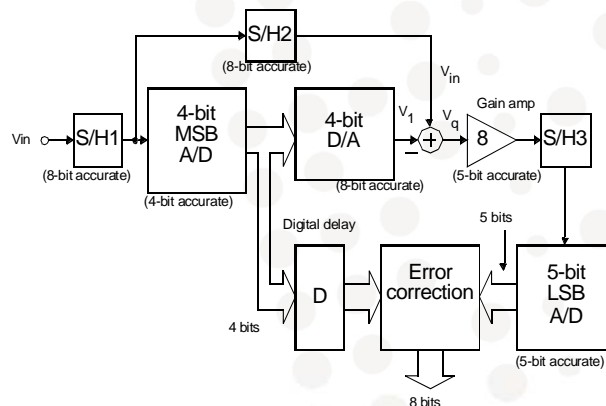 S/H2
(8-bit accurate)
V_in
Vin
S/H1
(8-bit accurate)
4-bit
MSB
A/D
(4-bit accurate)
4-bit
D/A
(8-bit accurate)
V_1
+
−
V_q
Gain amp
8
(5-bit accurate)
S/H3
Digital delay
D
4 bits
Error
correction
8 bits
5 bits
5-bit
LSB
A/D
(5-bit accurate)